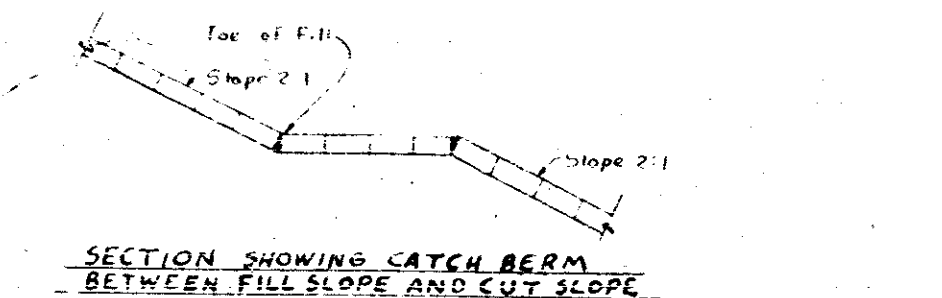 Toe of Fill
Slope 2:1
Slope 2:1
SECTION SHOWING CATCH BERM
BETWEEN FILL SLOPE AND CUT SLOPE